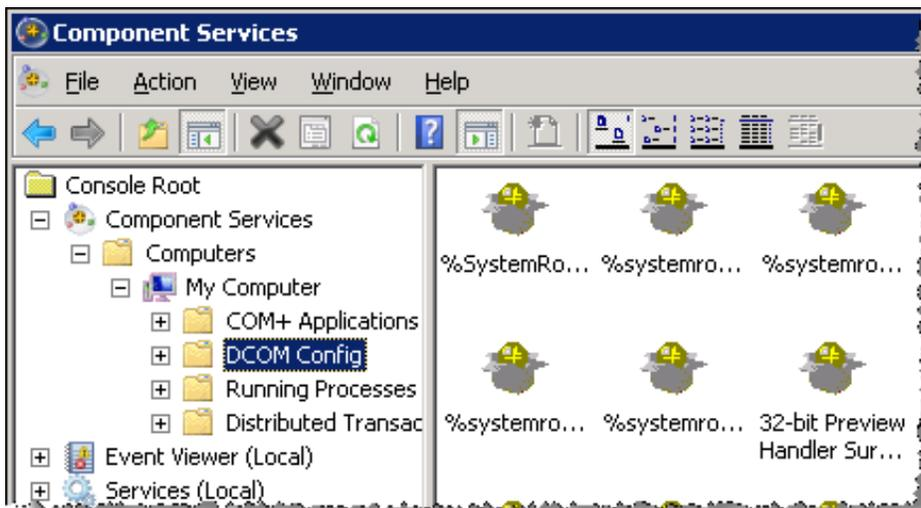 Component Services
File Action View Window Help
Console Root
Component Services
Computers
My Computer
COM+ Applications
DCOM Config
Running Processes
Distributed Transac
Event Viewer (Local)
Services (Local)
%SystemRo... %systemro... %systemro...
%systemro... %systemro... 32-bit Preview
Handler Sur...